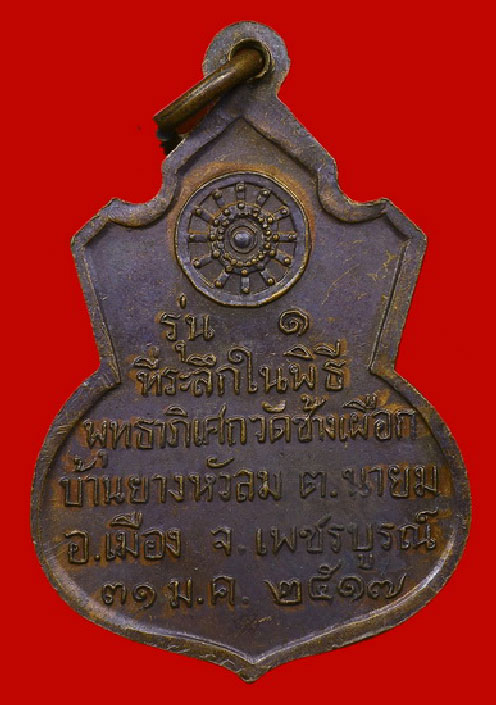 รุ่น ๑
ที่ระลึกในพิธี
พุทธาภิเศกวัดช้างเผือก
บ้านยางหัวลม ต.นายม
อ.เมือง จ.เพชรบูรณ์
๓๑ ม.ค. ๒๕๑๗